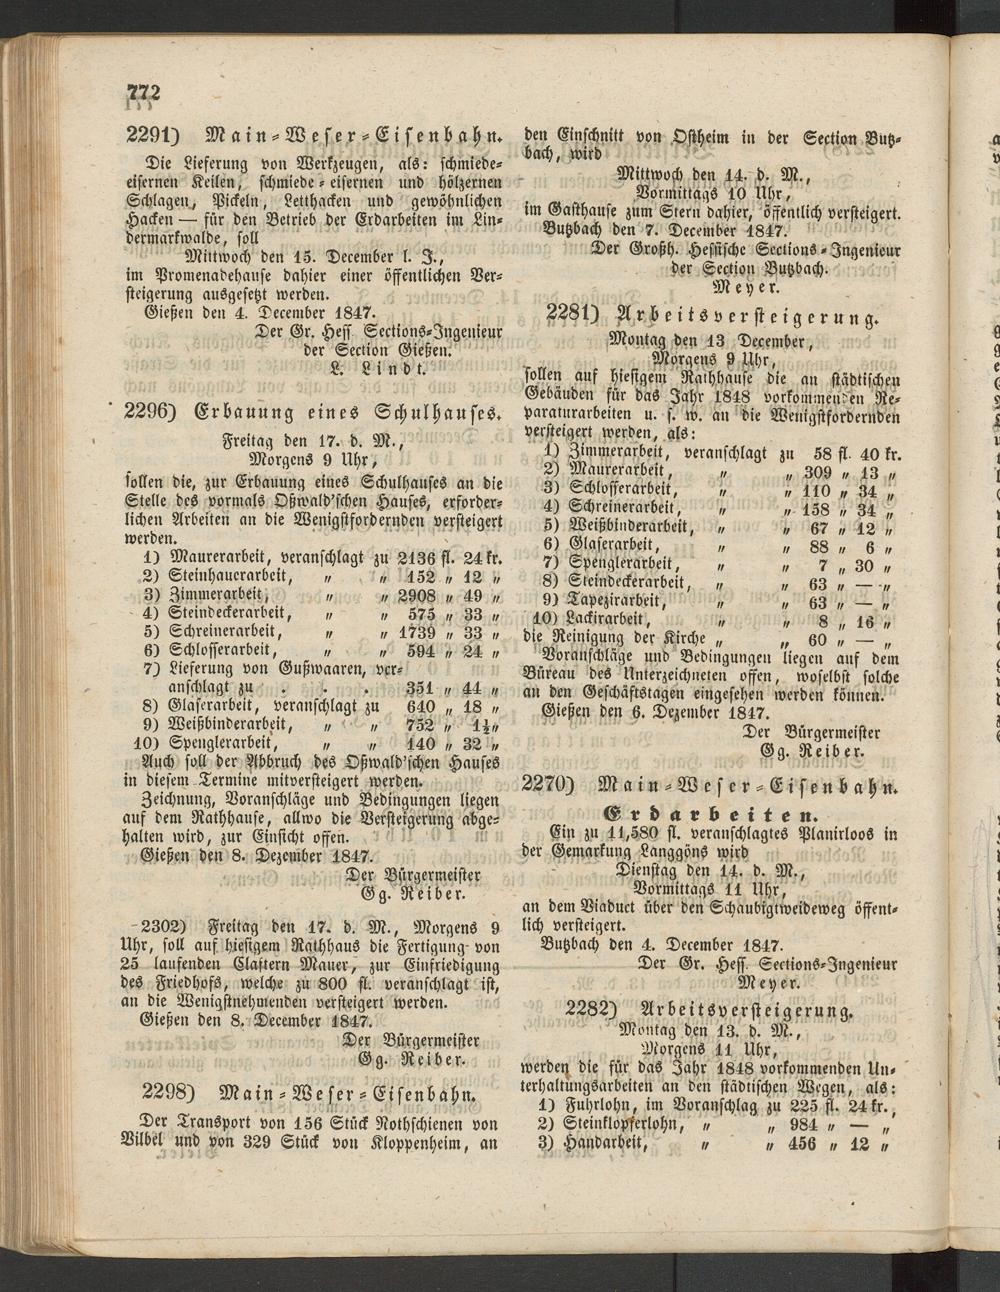 772
2291) Main-Weser-Eisenbahn.
Die Lieferung von Werkzeugen, als: schmiede-
eisernen Keilen, schmiede-eisernen und hölzernen
Schlagen, Pickeln, Letthacken und gewöhnlichen
Hacken — für den Betrieb der Erdarbeiten im Lin-
dermarkwalde, soll
Mittwoch den 15. December l. J.,
im Promenadehause dahier einer öffentlichen Ver-
steigerung ausgesetzt werden.
Gießen den 4. December 1847.
Der Gr. Hess. Sections-Ingenieur
der Section Gießen.
L. Lindt.
2296) Erbauung eines Schulhauses.
Freitag den 17. d. M.,
Morgens 9 Uhr,
sollen die, zur Erbauung eines Schulhauses an die
Stelle des vormals Oßwald'schen Hauses, erforder-
lichen Arbeiten an die Wenigstfordernden versteigert
werden.
1) Maurerarbeit, veranschlagt zu 2136 fl. 24 kr.
2) Steinhauerarbeit, „ „ 152 „ 12 „
3) Zimmerarbeit, „ „ 2908 „ 49 „
4) Steindeckerarbeit, „ „ 575 „ 33 „
5) Schreinerarbeit, „ „ 1739 „ 33 „
6) Schlosserarbeit, „ „ 594 „ 24 „
7) Lieferung von Gußwaaren, ver-
anschlagt zu . . . 351 „ 44 „
8) Glaserarbeit, veranschlagt zu 640 „ 18 „
9) Weißbinderarbeit, „ „ 752 „ 1½ „
10) Spenglerarbeit, „ „ 140 „ 32 „
Auch soll der Abbruch des Oßwald'schen Hauses
in diesem Termine mitversteigert werden.
Zeichnung, Voranschläge und Bedingungen liegen
auf dem Rathhause, allwo die Versteigerung abge-
halten wird, zur Einsicht offen.
Gießen den 8. Dezember 1847.
Der Bürgermeister
Gg. Reiber.
2302) Freitag den 17. d. M., Morgens 9
Uhr, soll auf hiesigem Rathhaus die Fertigung von
25 laufenden Claftern Mauer, zur Einfriedigung
des Friedhofs, welche zu 800 fl. veranschlagt ist,
an die Wenigstnehmenden versteigert werden.
Gießen den 8. December 1847.
Der Bürgermeister
Gg. Reiber.
2298) Main-Weser-Eisenbahn.
Der Transport von 156 Stück Nothschienen von
Vilbel und von 329 Stück von Kloppenheim, an
den Einschnitt von Ostheim in der Section Butz-
bach, wird
Mittwoch den 14. d. M.,
Vormittags 10 Uhr,
im Gasthause zum Stern dahier, öffentlich versteigert.
Butzbach den 7. December 1847.
Der Großh. Hessische Sections-Ingenieur
der Section Butzbach.
Meyer.
2281) Arbeitsversteigerung.
Montag den 13 December,
Morgens 9 Uhr,
sollen auf hiesigem Rathhause die an städtischen
Gebäuden für das Jahr 1848 vorkommenden Re-
paraturarbeiten u. s. w. an die Wenigstfordernden
versteigert werden, als:
1) Zimmerarbeit, veranschlagt zu 58 fl. 40 kr.
2) Maurerarbeit, „ „ 309 „ 13 „
3) Schlosserarbeit, „ „ 110 „ 34 „
4) Schreinerarbeit, „ „ 158 „ 34 „
5) Weißbinderarbeit, „ „ 67 „ 12 „
6) Glaserarbeit, „ „ 88 „ 6 „
7) Spenglerarbeit, „ „ 7 „ 30 „
8) Steindeckerarbeit, „ „ 63 „ — „
9) Tapezirarbeit, „ „ 63 „ — „
10) Lackirarbeit, „ „ 8 „ 16 „
die Reinigung der Kirche „ „ 60 „ — „
Voranschläge und Bedingungen liegen auf dem
Büreau des Unterzeichneten offen, woselbst solche
an den Geschäftstagen eingesehen werden können.
Gießen den 6. Dezember 1847.
Der Bürgermeister
Gg. Reiber.
2270) Main-Weser-Eisenbahn.
Erdarbeiten.
Ein zu 11,580 fl. veranschlagtes Planirloos in
der Gemarkung Langgöns wird
Dienstag den 14. d. M.,
Vormittags 11 Uhr,
an dem Viaduct über den Schaubigtweideweg öffent-
lich versteigert.
Butzbach den 4. December 1847.
Der Gr. Hess. Sections-Ingenieur
Meyer.
2282) Arbeitsversteigerung.
Montag den 13. d. M.,
Morgens 11 Uhr,
werden die für das Jahr 1848 vorkommenden Un-
terhaltungsarbeiten an den städtischen Wegen, als:
1) Fuhrlohn, im Voranschlag zu 225 fl. 24 kr.,
2) Steinklopferlohn, „ „ 984 „ — „
3) Handarbeit, „ „ 456 „ 12 „